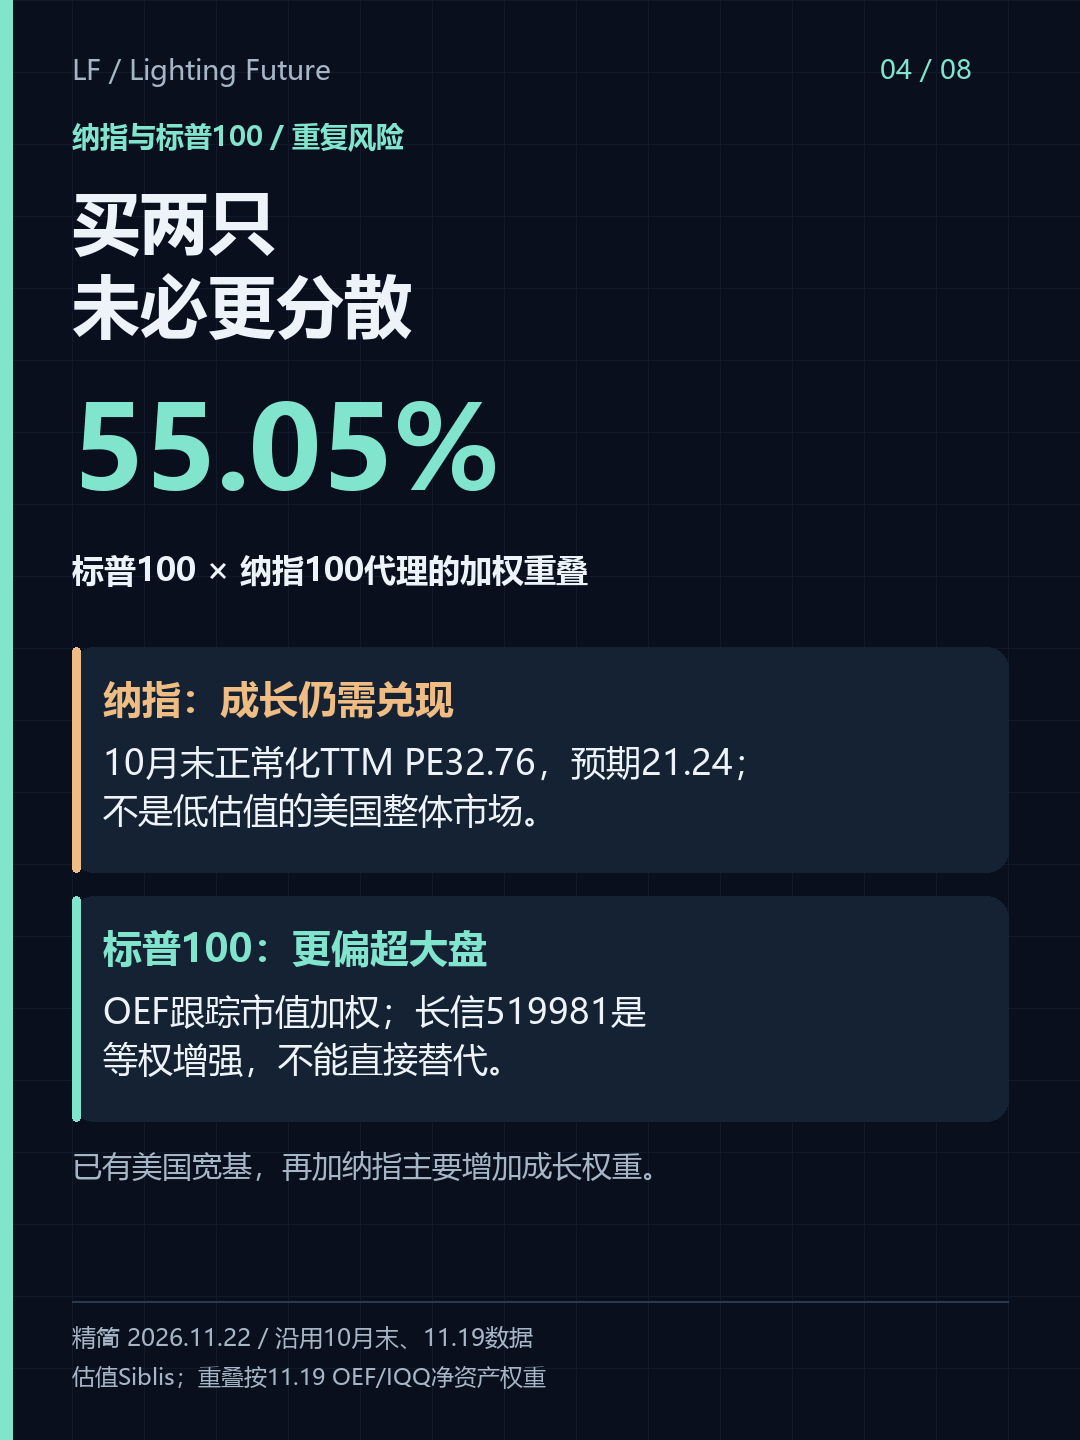 LF / Lighting Future
04 / 08
纳指与标普100 / 重复风险
买两只
未必更分散
55.05%
标普100 × 纳指100代理的加权重叠
纳指：成长仍需兑现
10月末正常化TTM PE32.76，预期21.24；
不是低估值的美国整体市场。
标普100：更偏超大盘
OEF跟踪市值加权；长信519981是
等权增强，不能直接替代。
已有美国宽基，再加纳指主要增加成长权重。
精简 2026.11.22 / 沿用10月末、11.19数据
估值Siblis；重叠按11.19 OEF/IQQ净资产权重